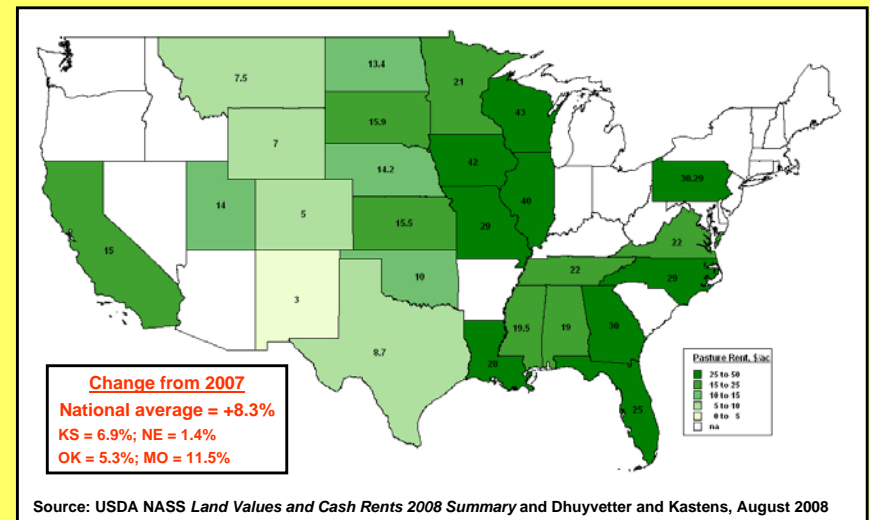 7.5
13.4
21
43
15.9
7
42
14.2
40
14
5
15.5
29
15
22
10
22
29
3
19.5
19
30
8.7
28
25
Pasture Rent, $/ac
25 to 50
15 to 25
10 to 15
5 to 10
0 to 5
na
Change from 2007
National average = +8.3%
KS = 6.9%; NE = 1.4%
OK = 5.3%; MO = 11.5%
Source: USDA NASS Land Values and Cash Rents 2008 Summary and Dhuyvetter and Kastens, August 2008